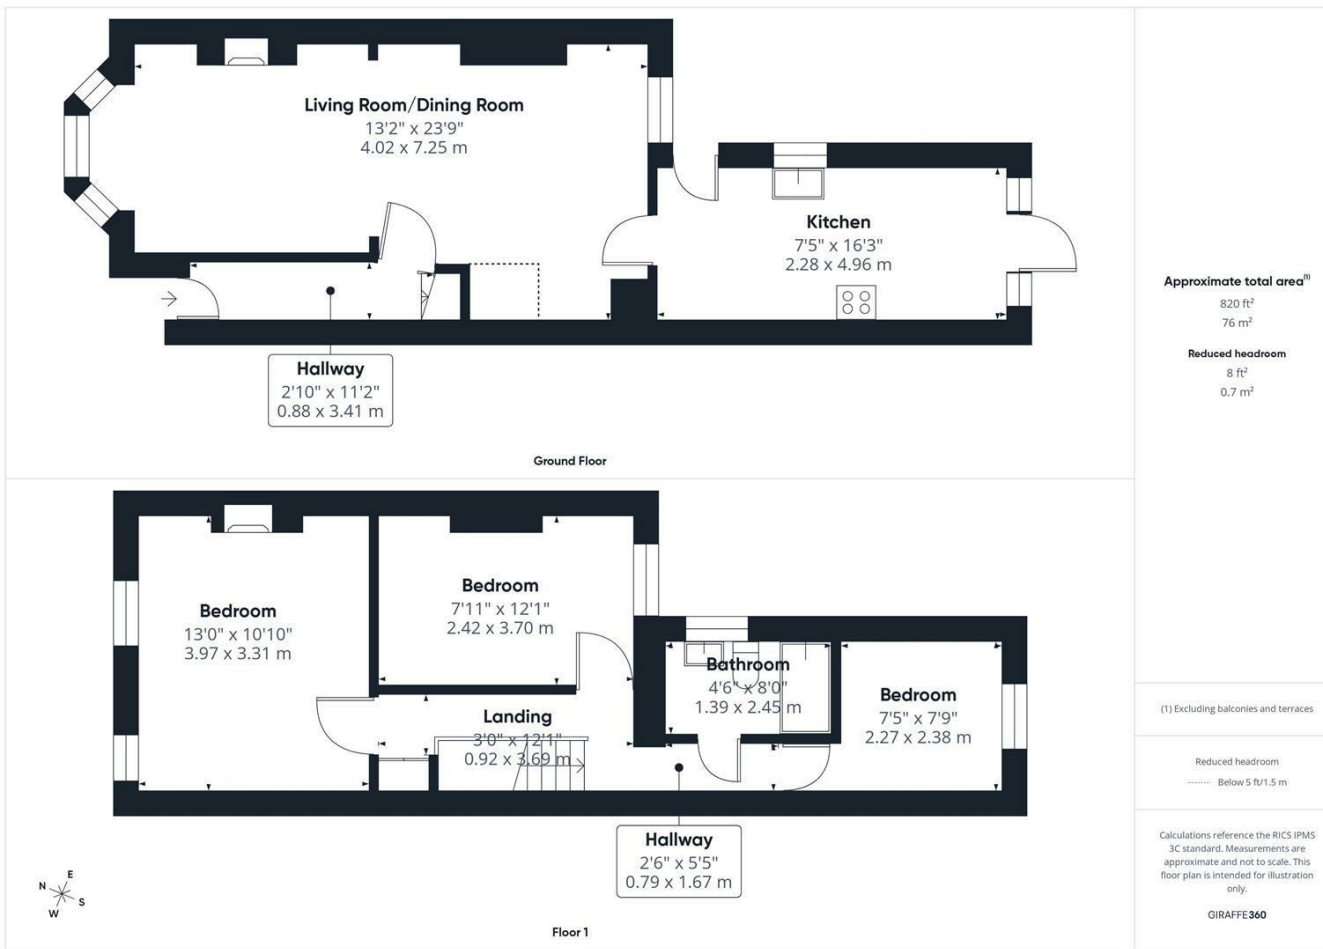 Living Room/Dining Room
13'2" x 23'9"
4.02 x 7.25 m
Kitchen
7'5" x 16'3"
2.28 x 4.96 m
Hallway
2'10" x 11'2"
0.88 x 3.41 m
Ground Floor
Approximate total area(1)
820 ft²
76 m²
Reduced headroom
8 ft²
0.7 m²
Bedroom
13'0" x 10'10"
3.97 x 3.31 m
Bedroom
7'11" x 12'1"
2.42 x 3.70 m
Landing
3'0" x 12'1"
0.92 x 3.69 m
Bathroom
4'6" x 8'0"
1.39 x 2.45 m
Bedroom
7'5" x 7'9"
2.27 x 2.38 m
Hallway
2'6" x 5'5"
0.79 x 1.67 m
N E
W S
Floor 1
(1) Excluding balconies and terraces
Reduced headroom
Below 5 ft/1.5 m
Calculations reference the RICS IPMS
3C standard. Measurements are
approximate and not to scale. This
floor plan is intended for illustration
only.
GIRAFFE360